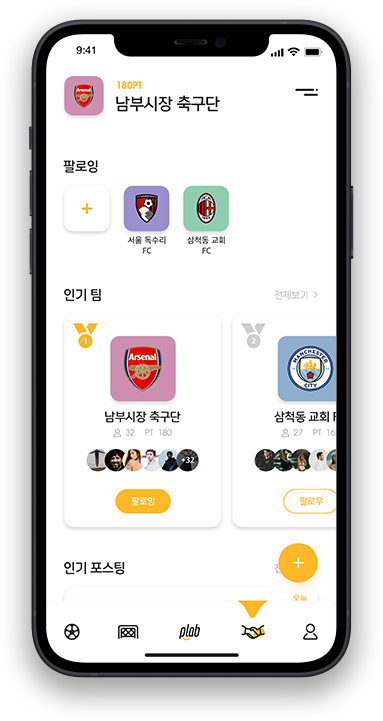 9:41
Arsenal
180PT
남부시장 축구단
팔로잉
+
서울 독수리
FC
삼척동 교회
FC
인기 팀
전체보기 >
1
2
Arsenal
MANCHESTER
CITY
남부시장 축구단
삼척동 교회 F
32 PT 180
27 PT 16
+32
팔로잉
팔로우
인기 포스팅
+
오늘
plab